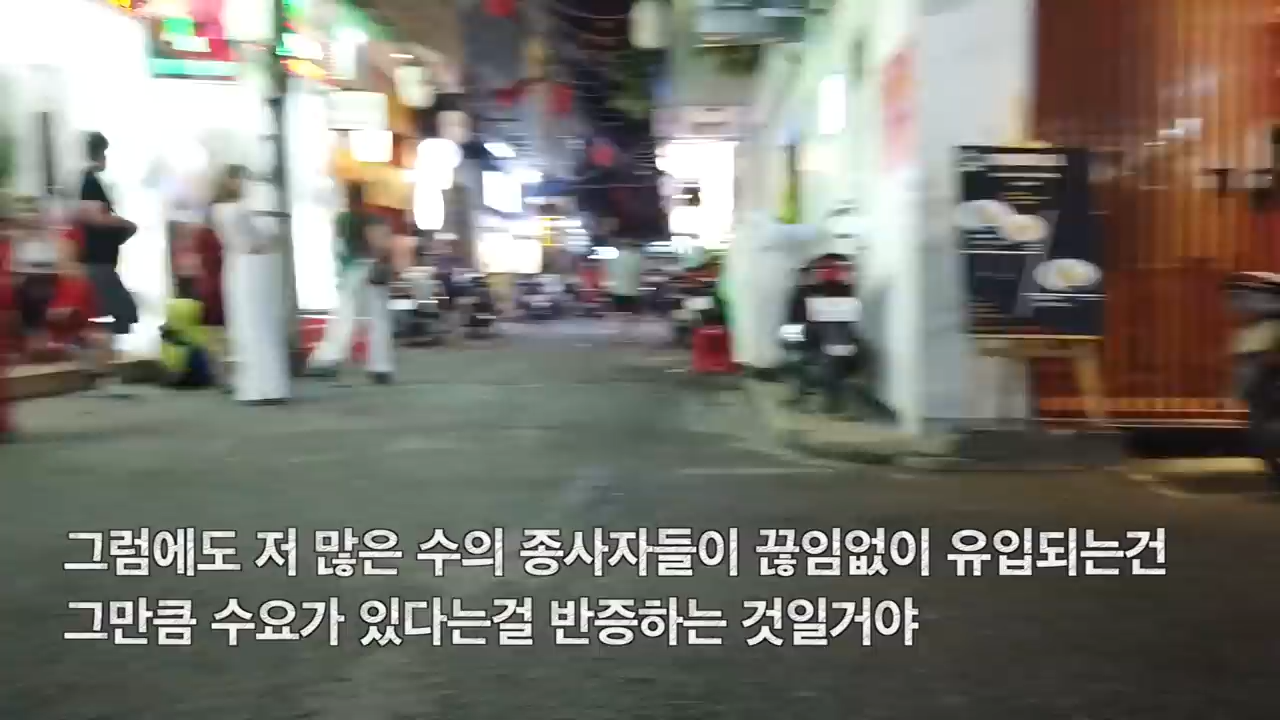 그럼에도 저 많은 수의 종사자들이 끊임없이 유입되는건
그만큼 수요가 있다는걸 반증하는 것일거야